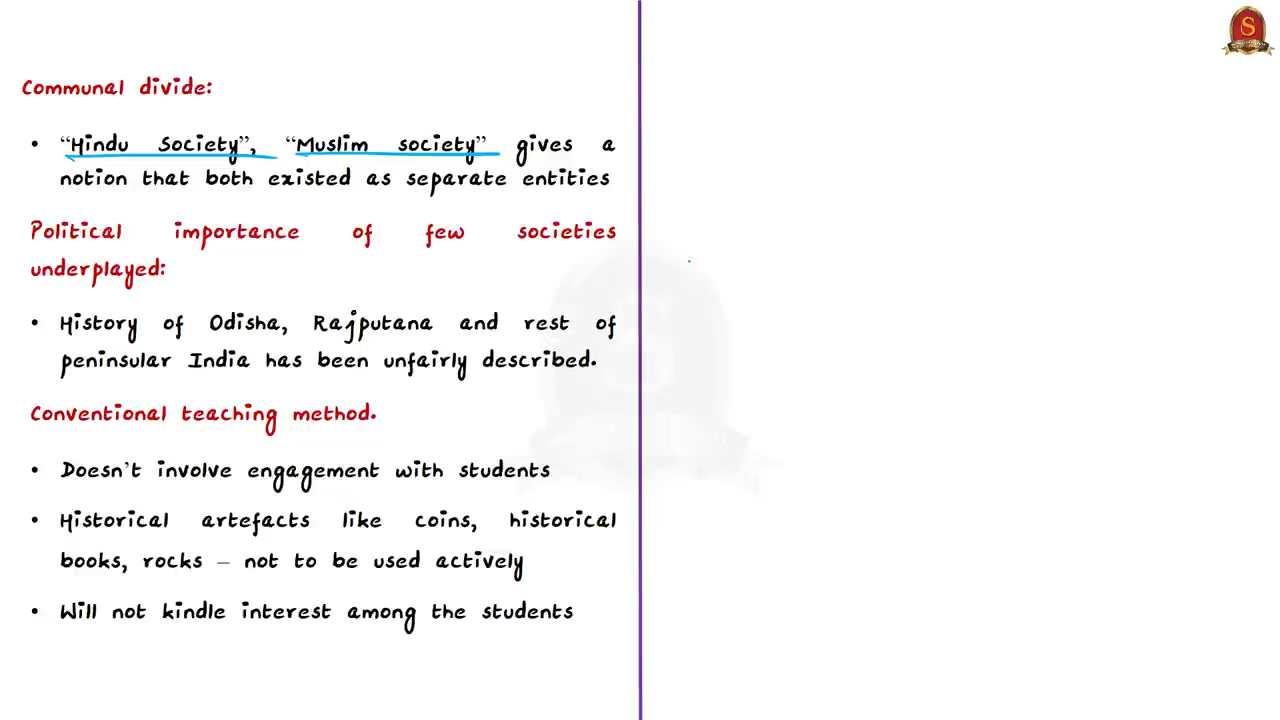 Communal divide:
• “Hindu Society”, “Muslim society” gives a
notion that both existed as separate entities
Political importance of few societies
underplayed:
• History of Odisha, Rajputana and rest of
peninsular India has been unfairly described.
Conventional teaching method.
• Doesn't involve engagement with students
• Historical artefacts like coins, historical
books, rocks – not to be used actively
• Will not kindle interest among the students
S